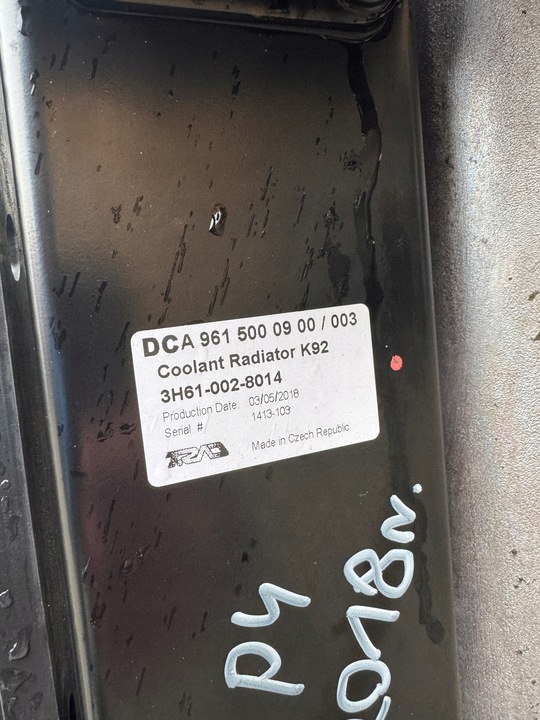 DCA 961 500 09 00 / 003
Coolant Radiator K92
3H61-002-8014
Production Date: 03/05/2018
Serial # 1413-103
Made in Czech Republic
2018